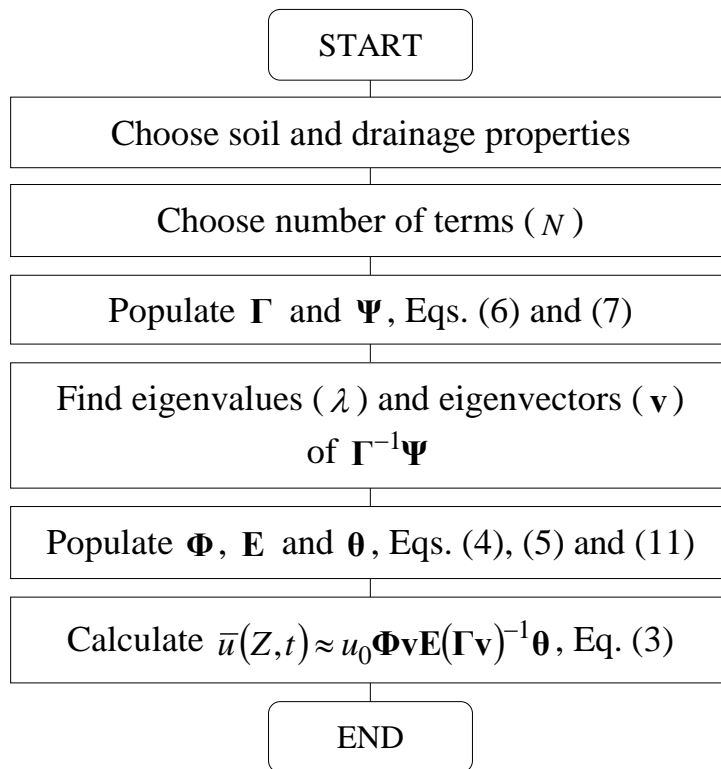 START
Choose soil and drainage properties
Choose number of terms ( N )
Populate Γ and Ψ, Eqs. (6) and (7)
Find eigenvalues ( λ ) and eigenvectors ( v )
of Γ⁻¹Ψ
Populate Φ, E and θ, Eqs. (4), (5) and (11)
Calculate u̅(Z,t) ≈ u₀ΦvE(Γv)⁻¹θ, Eq. (3)
END